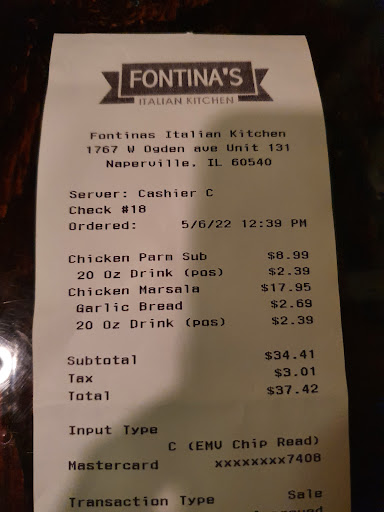 FONTINA'S
ITALIAN KITCHEN
Fontinas Italian Kitchen
1767 W Ogden ave Unit 131
Naperville, IL 60540
Server: Cashier C
Check #18
Ordered: 5/6/22 12:39 PM
Chicken Parm Sub $8.99
20 Oz Drink (pos) $2.39
Chicken Marsala $17.95
Garlic Bread $2.69
20 Oz Drink (pos) $2.39
Subtotal $34.41
Tax $3.01
Total $37.42
Input Type
C (EMV Chip Read)
Mastercard xxxxxxxx7408
Transaction Type Sale